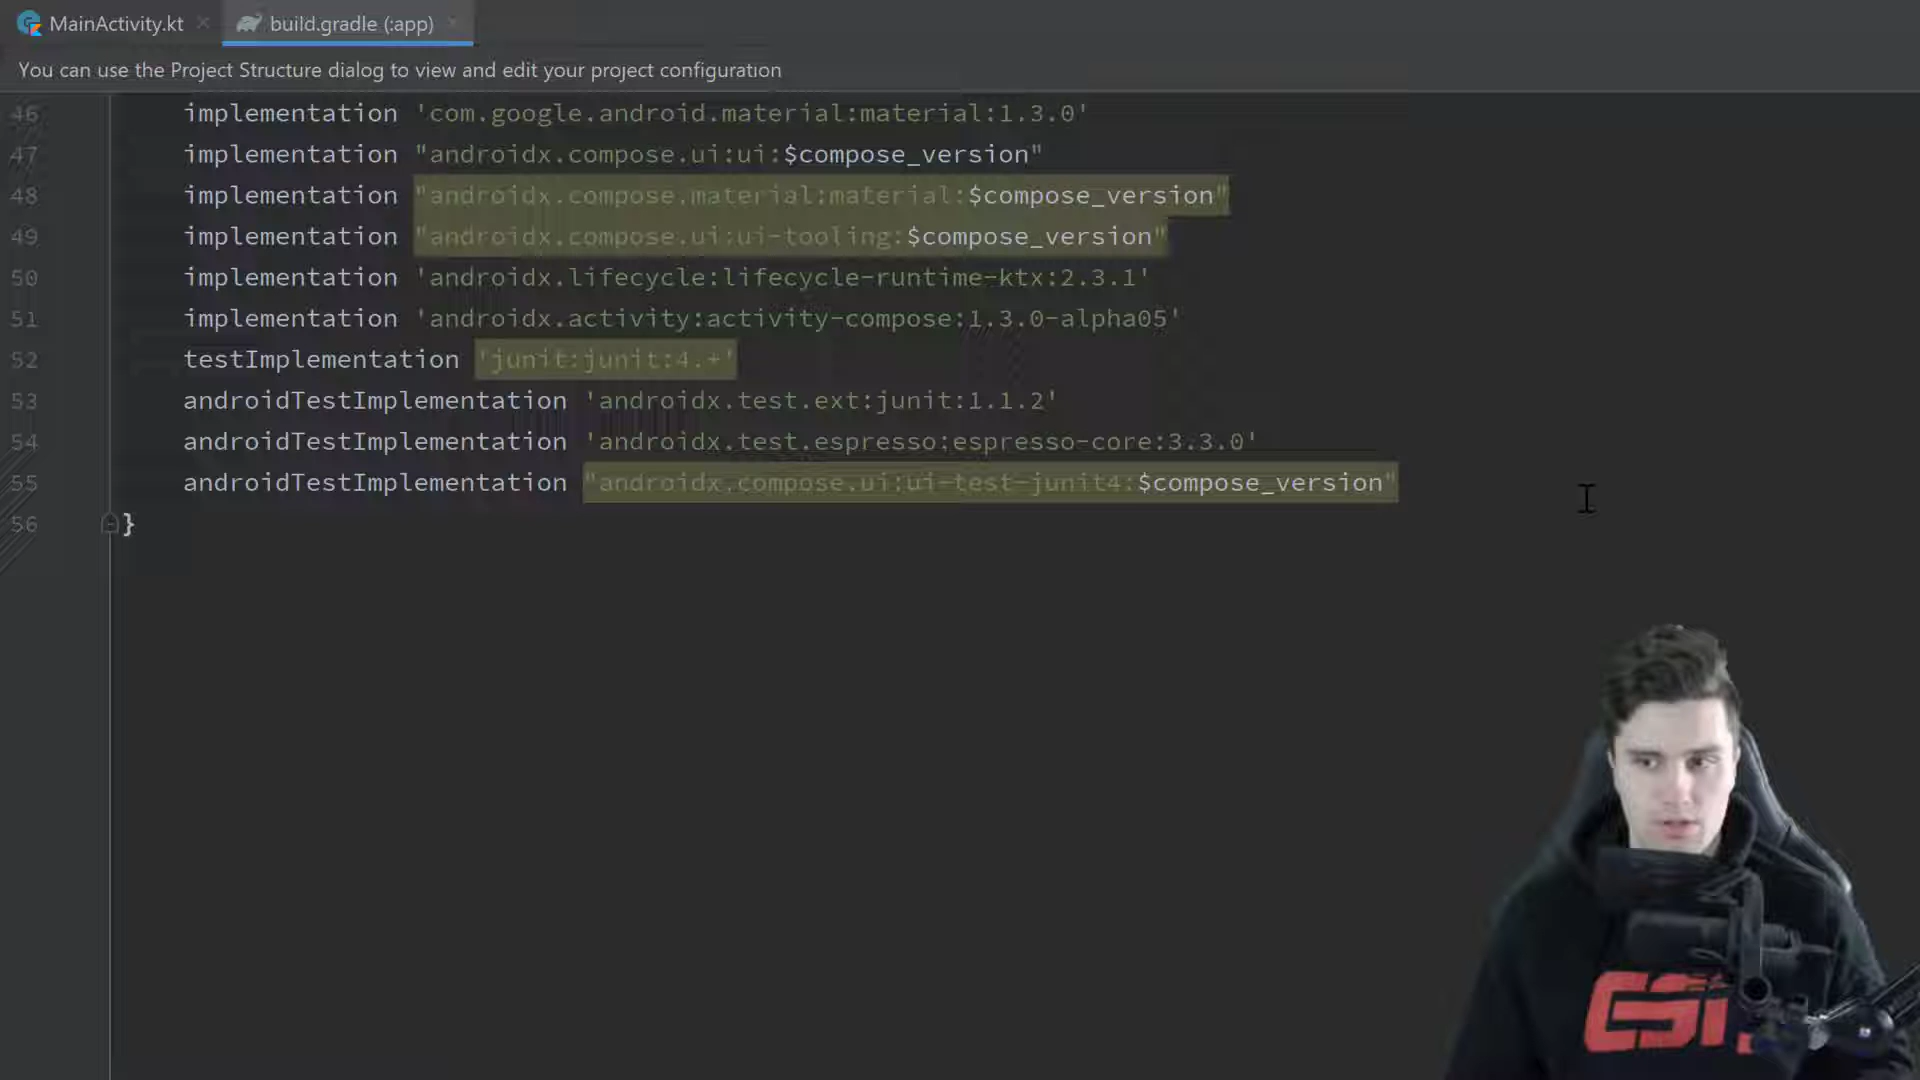 MainActivity.kt
build.gradle (:app)
You can use the Project Structure dialog to view and edit your project configuration
46 implementation 'com.google.android.material:material:1.3.0'
47 implementation "androidx.compose.ui:ui:$compose_version"
48 implementation "androidx.compose.material:material:$compose_version"
49 implementation "androidx.compose.ui:ui-tooling:$compose_version"
50 implementation 'androidx.lifecycle:lifecycle-runtime-ktx:2.3.1'
51 implementation 'androidx.activity:activity-compose:1.3.0-alpha05'
52 testImplementation 'junit:junit:4.+'
53 androidTestImplementation 'androidx.test.ext:junit:1.1.2'
54 androidTestImplementation 'androidx.test.espresso:espresso-core:3.3.0'
55 androidTestImplementation "androidx.compose.ui:ui-test-junit4:$compose_version"
56 }